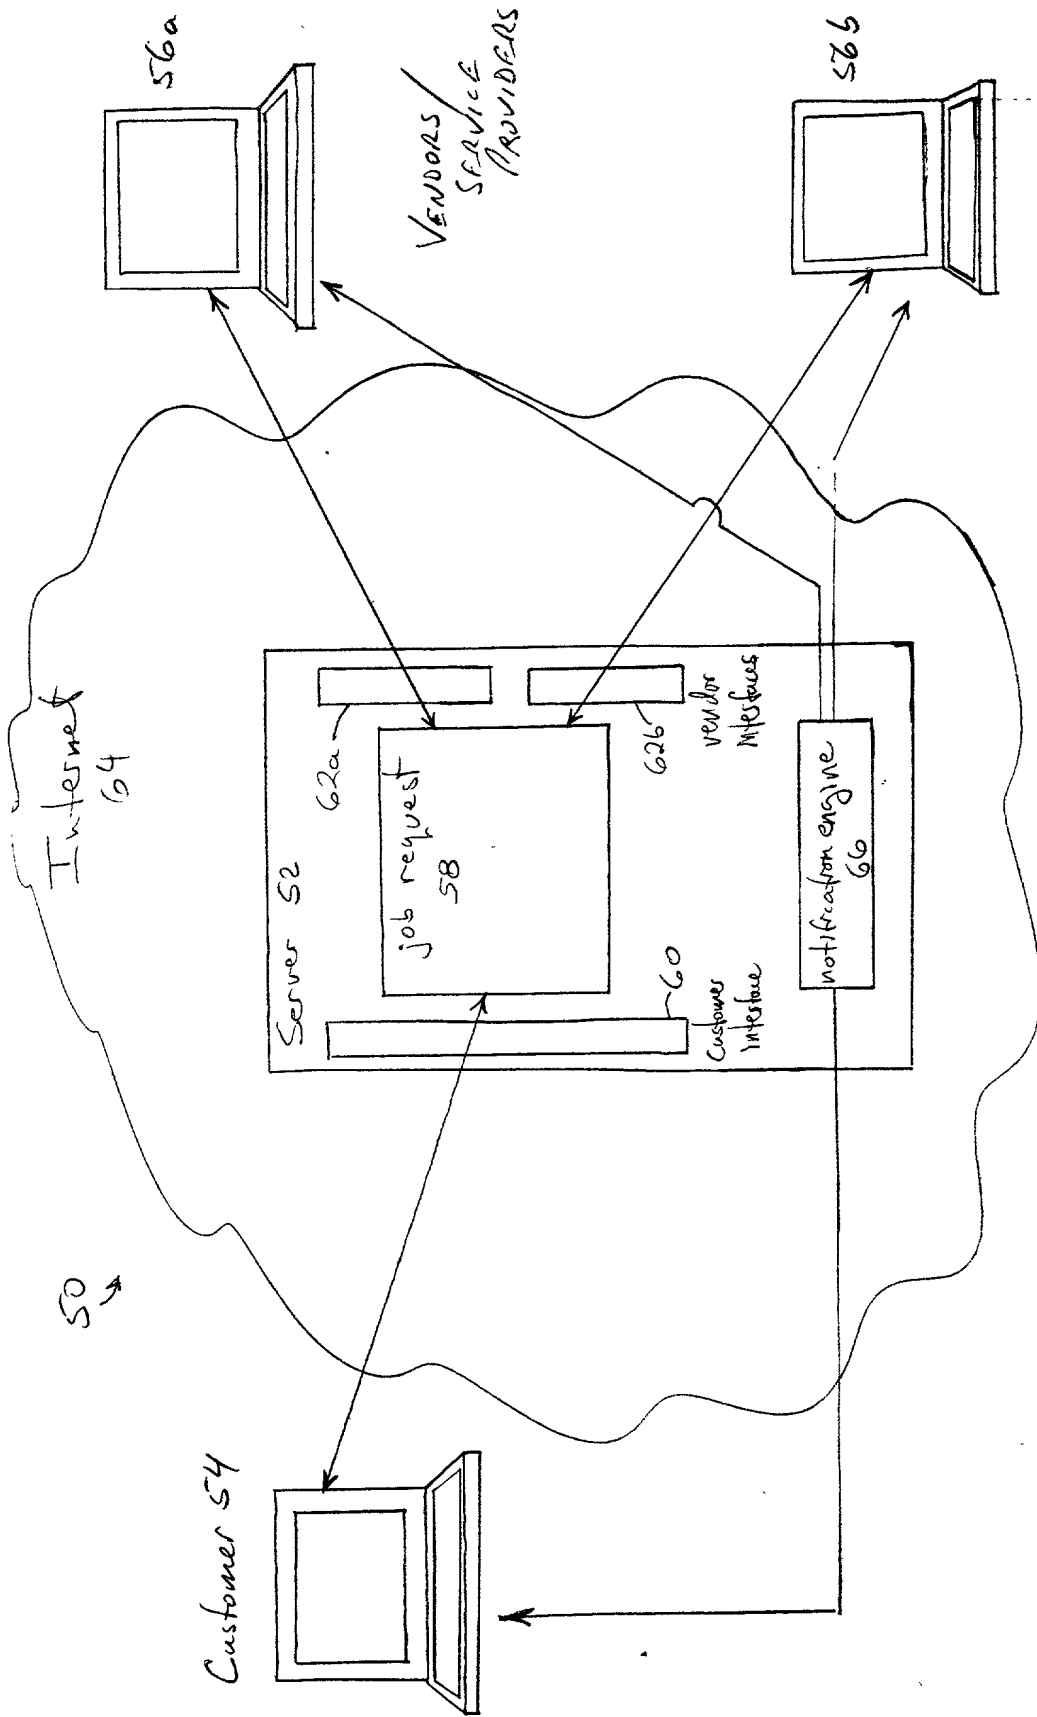 50
Internet
64
Customer 54
Server 52
job request
58
60
Customer
interface
62a
62b
vendor
interfaces
notification engine
66
56a
VENDORS/
SERVICE
PROVIDERS
56b